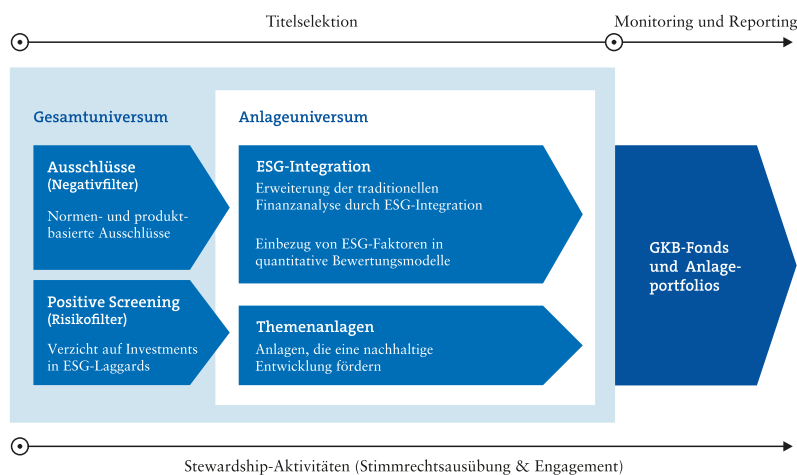 Titelselektion
Monitoring und Reporting
Gesamtuniversum
Ausschlüsse
(Negativfilter)
Normen- und produkt-
basierte Ausschlüsse
Positive Screening
(Risikofilter)
Verzicht auf Investments
in ESG-Laggards
Anlageuniversum
ESG-Integration
Erweiterung der traditionellen
Finanzanalyse durch ESG-Integration
Einbezug von ESG-Faktoren in
quantitative Bewertungsmodelle
Themenanlagen
Anlagen, die eine nachhaltige
Entwicklung fördern
GKB-Fonds
und Anlage-
portfolios
Stewardship-Aktivitäten (Stimmrechtsausübung & Engagement)